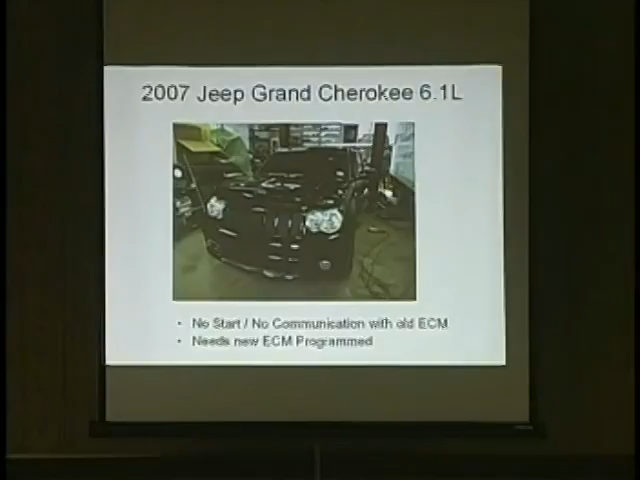 2007 Jeep Grand Cherokee 6.1L
• No Start / No Communication with old ECM
• Needs new ECM Programmed